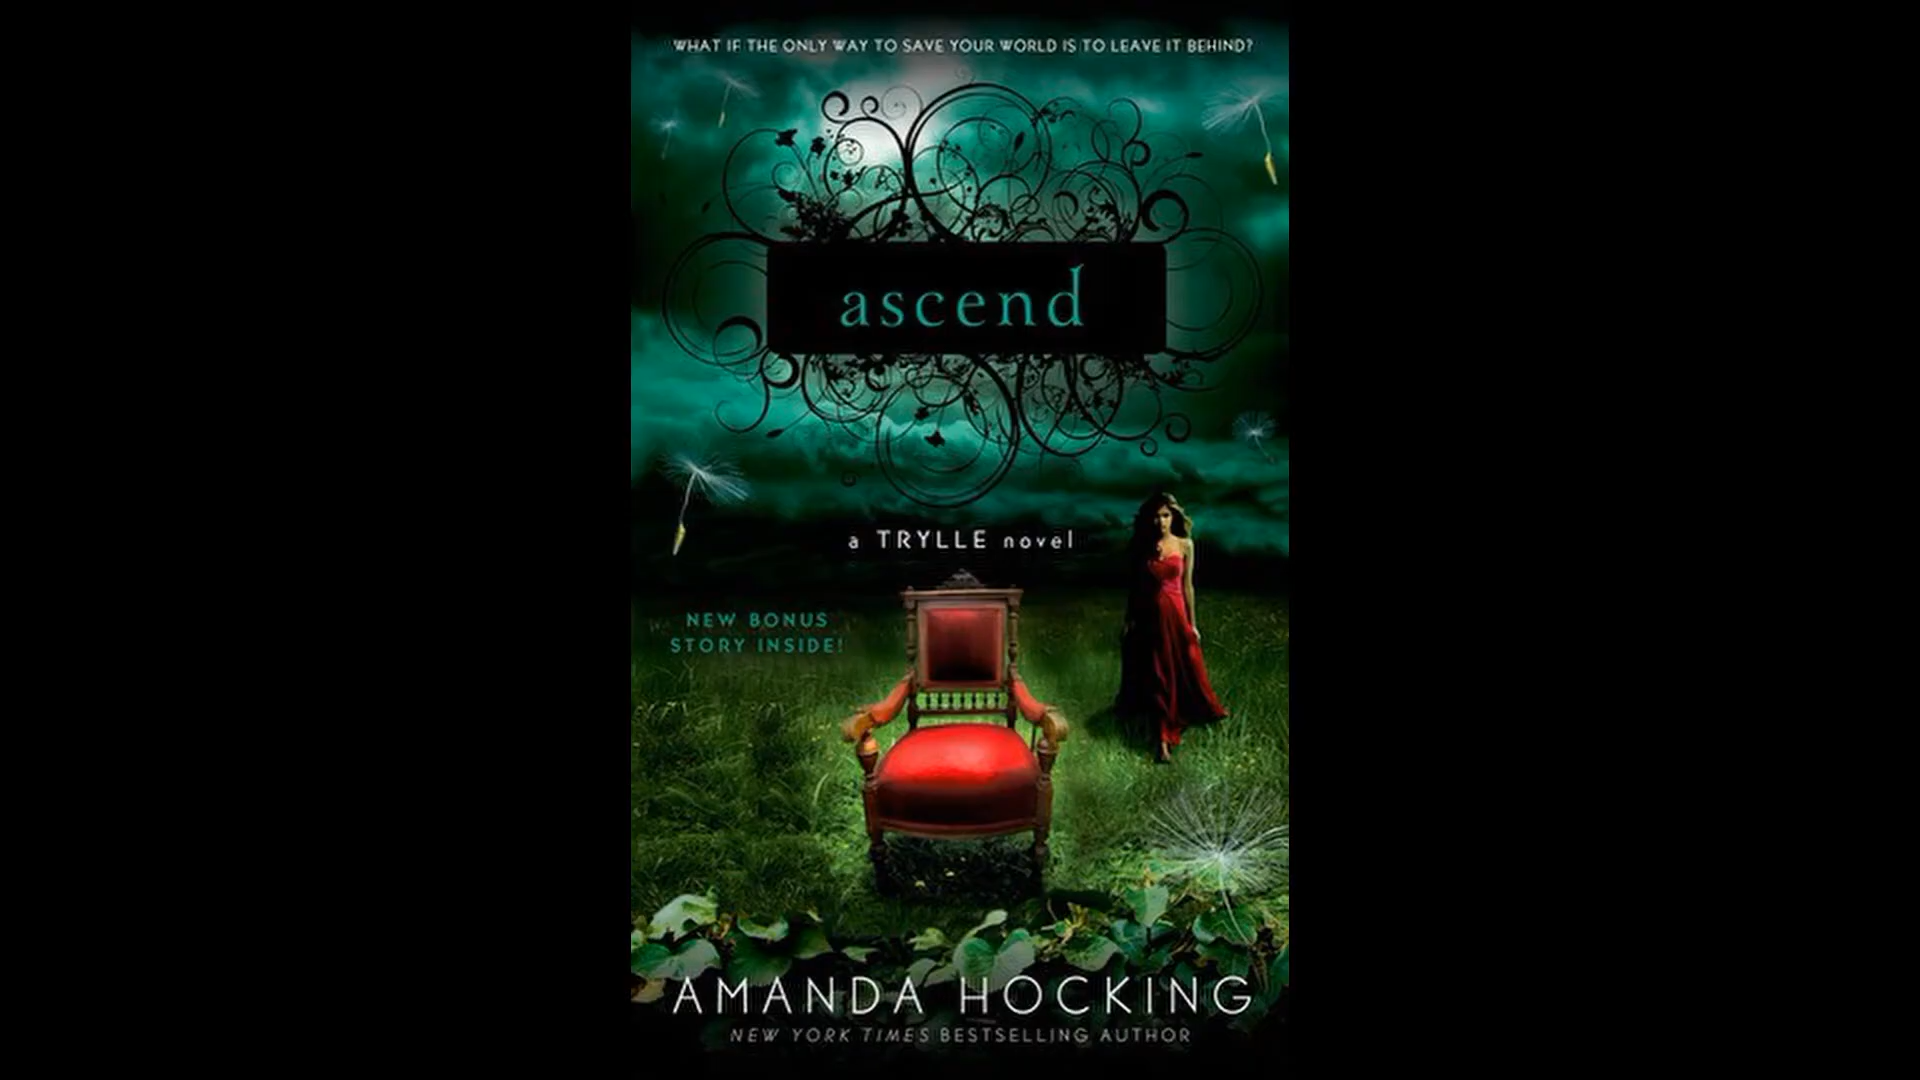 WHAT IF THE ONLY WAY TO SAVE YOUR WORLD IS TO LEAVE IT BEHIND?
ascend
a TRYLLE novel
NEW BONUS
STORY INSIDE!
AMANDA HOCKING
NEW YORK TIMES BESTSELLING AUTHOR